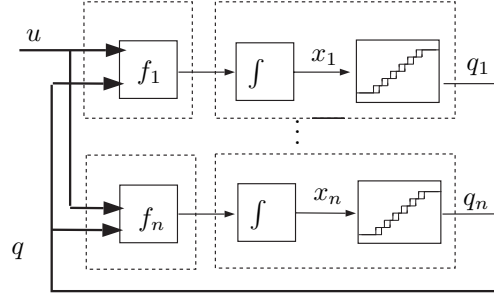 u
f₁ ∫ x₁ q₁
⋮ ⋮
fₙ ∫ xₙ qₙ
q